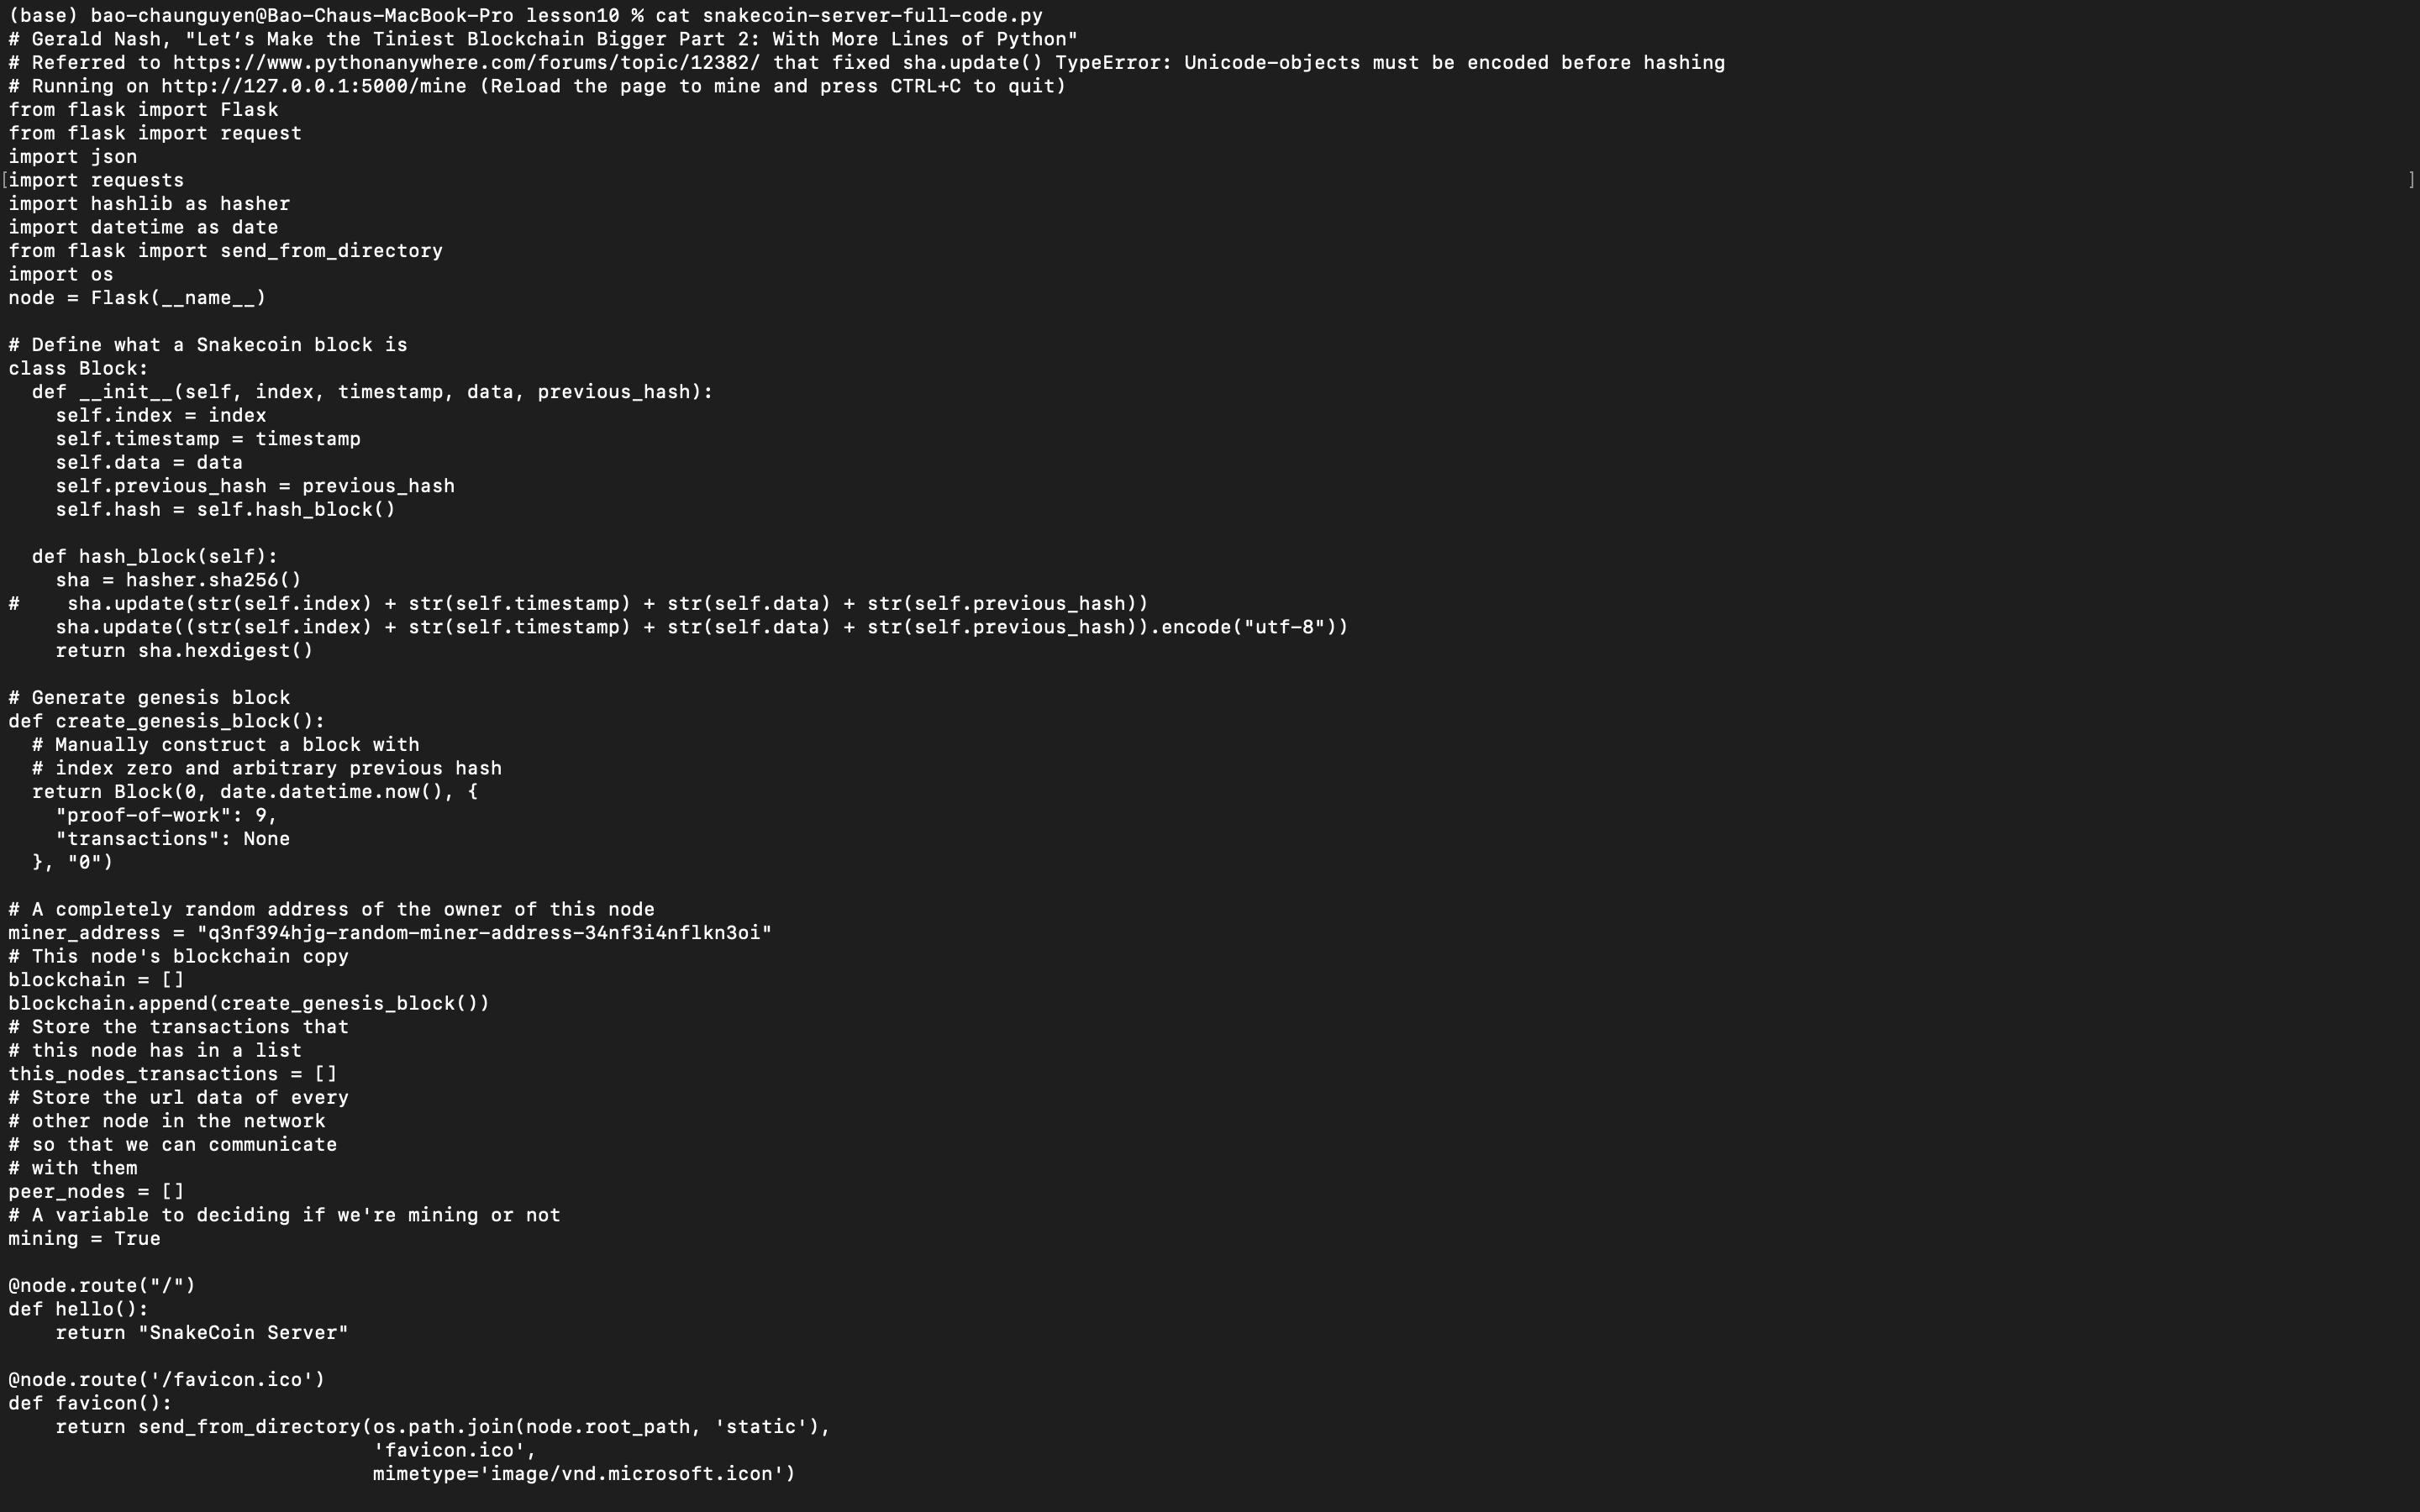 (base) bao-chaunguyen@Bao-Chaus-MacBook-Pro lesson10 % cat snakecoin-server-full-code.py
# Gerald Nash, "Let’s Make the Tiniest Blockchain Bigger Part 2: With More Lines of Python"
# Referred to https://www.pythonanywhere.com/forums/topic/12382/ that fixed sha.update() TypeError: Unicode-objects must be encoded before hashing
# Running on http://127.0.0.1:5000/mine (Reload the page to mine and press CTRL+C to quit)
from flask import Flask
from flask import request
import json
[import requests ]
import hashlib as hasher
import datetime as date
from flask import send_from_directory
import os
node = Flask(__name__)

# Define what a Snakecoin block is
class Block:
  def __init__(self, index, timestamp, data, previous_hash):
    self.index = index
    self.timestamp = timestamp
    self.data = data
    self.previous_hash = previous_hash
    self.hash = self.hash_block()

  def hash_block(self):
    sha = hasher.sha256()
#    sha.update(str(self.index) + str(self.timestamp) + str(self.data) + str(self.previous_hash))
    sha.update((str(self.index) + str(self.timestamp) + str(self.data) + str(self.previous_hash)).encode("utf-8"))
    return sha.hexdigest()

# Generate genesis block
def create_genesis_block():
  # Manually construct a block with
  # index zero and arbitrary previous hash
  return Block(0, date.datetime.now(), {
    "proof-of-work": 9,
    "transactions": None
  }, "0")

# A completely random address of the owner of this node
miner_address = "q3nf394hjg-random-miner-address-34nf3i4nflkn3oi"
# This node's blockchain copy
blockchain = []
blockchain.append(create_genesis_block())
# Store the transactions that
# this node has in a list
this_nodes_transactions = []
# Store the url data of every
# other node in the network
# so that we can communicate
# with them
peer_nodes = []
# A variable to deciding if we're mining or not
mining = True

@node.route("/")
def hello():
    return "SnakeCoin Server"

@node.route('/favicon.ico')
def favicon():
    return send_from_directory(os.path.join(node.root_path, 'static'),
                               'favicon.ico',
                               mimetype='image/vnd.microsoft.icon')